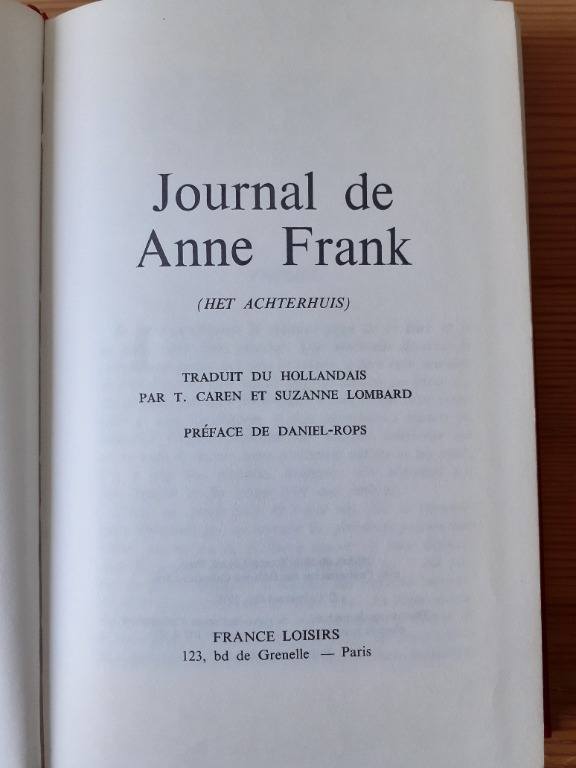 Journal de
Anne Frank
(HET ACHTERHUIS)
TRADUIT DU HOLLANDAIS
PAR T. CAREN ET SUZANNE LOMBARD
PRÉFACE DE DANIEL-ROPS
FRANCE LOISIRS
123, bd de Grenelle — Paris